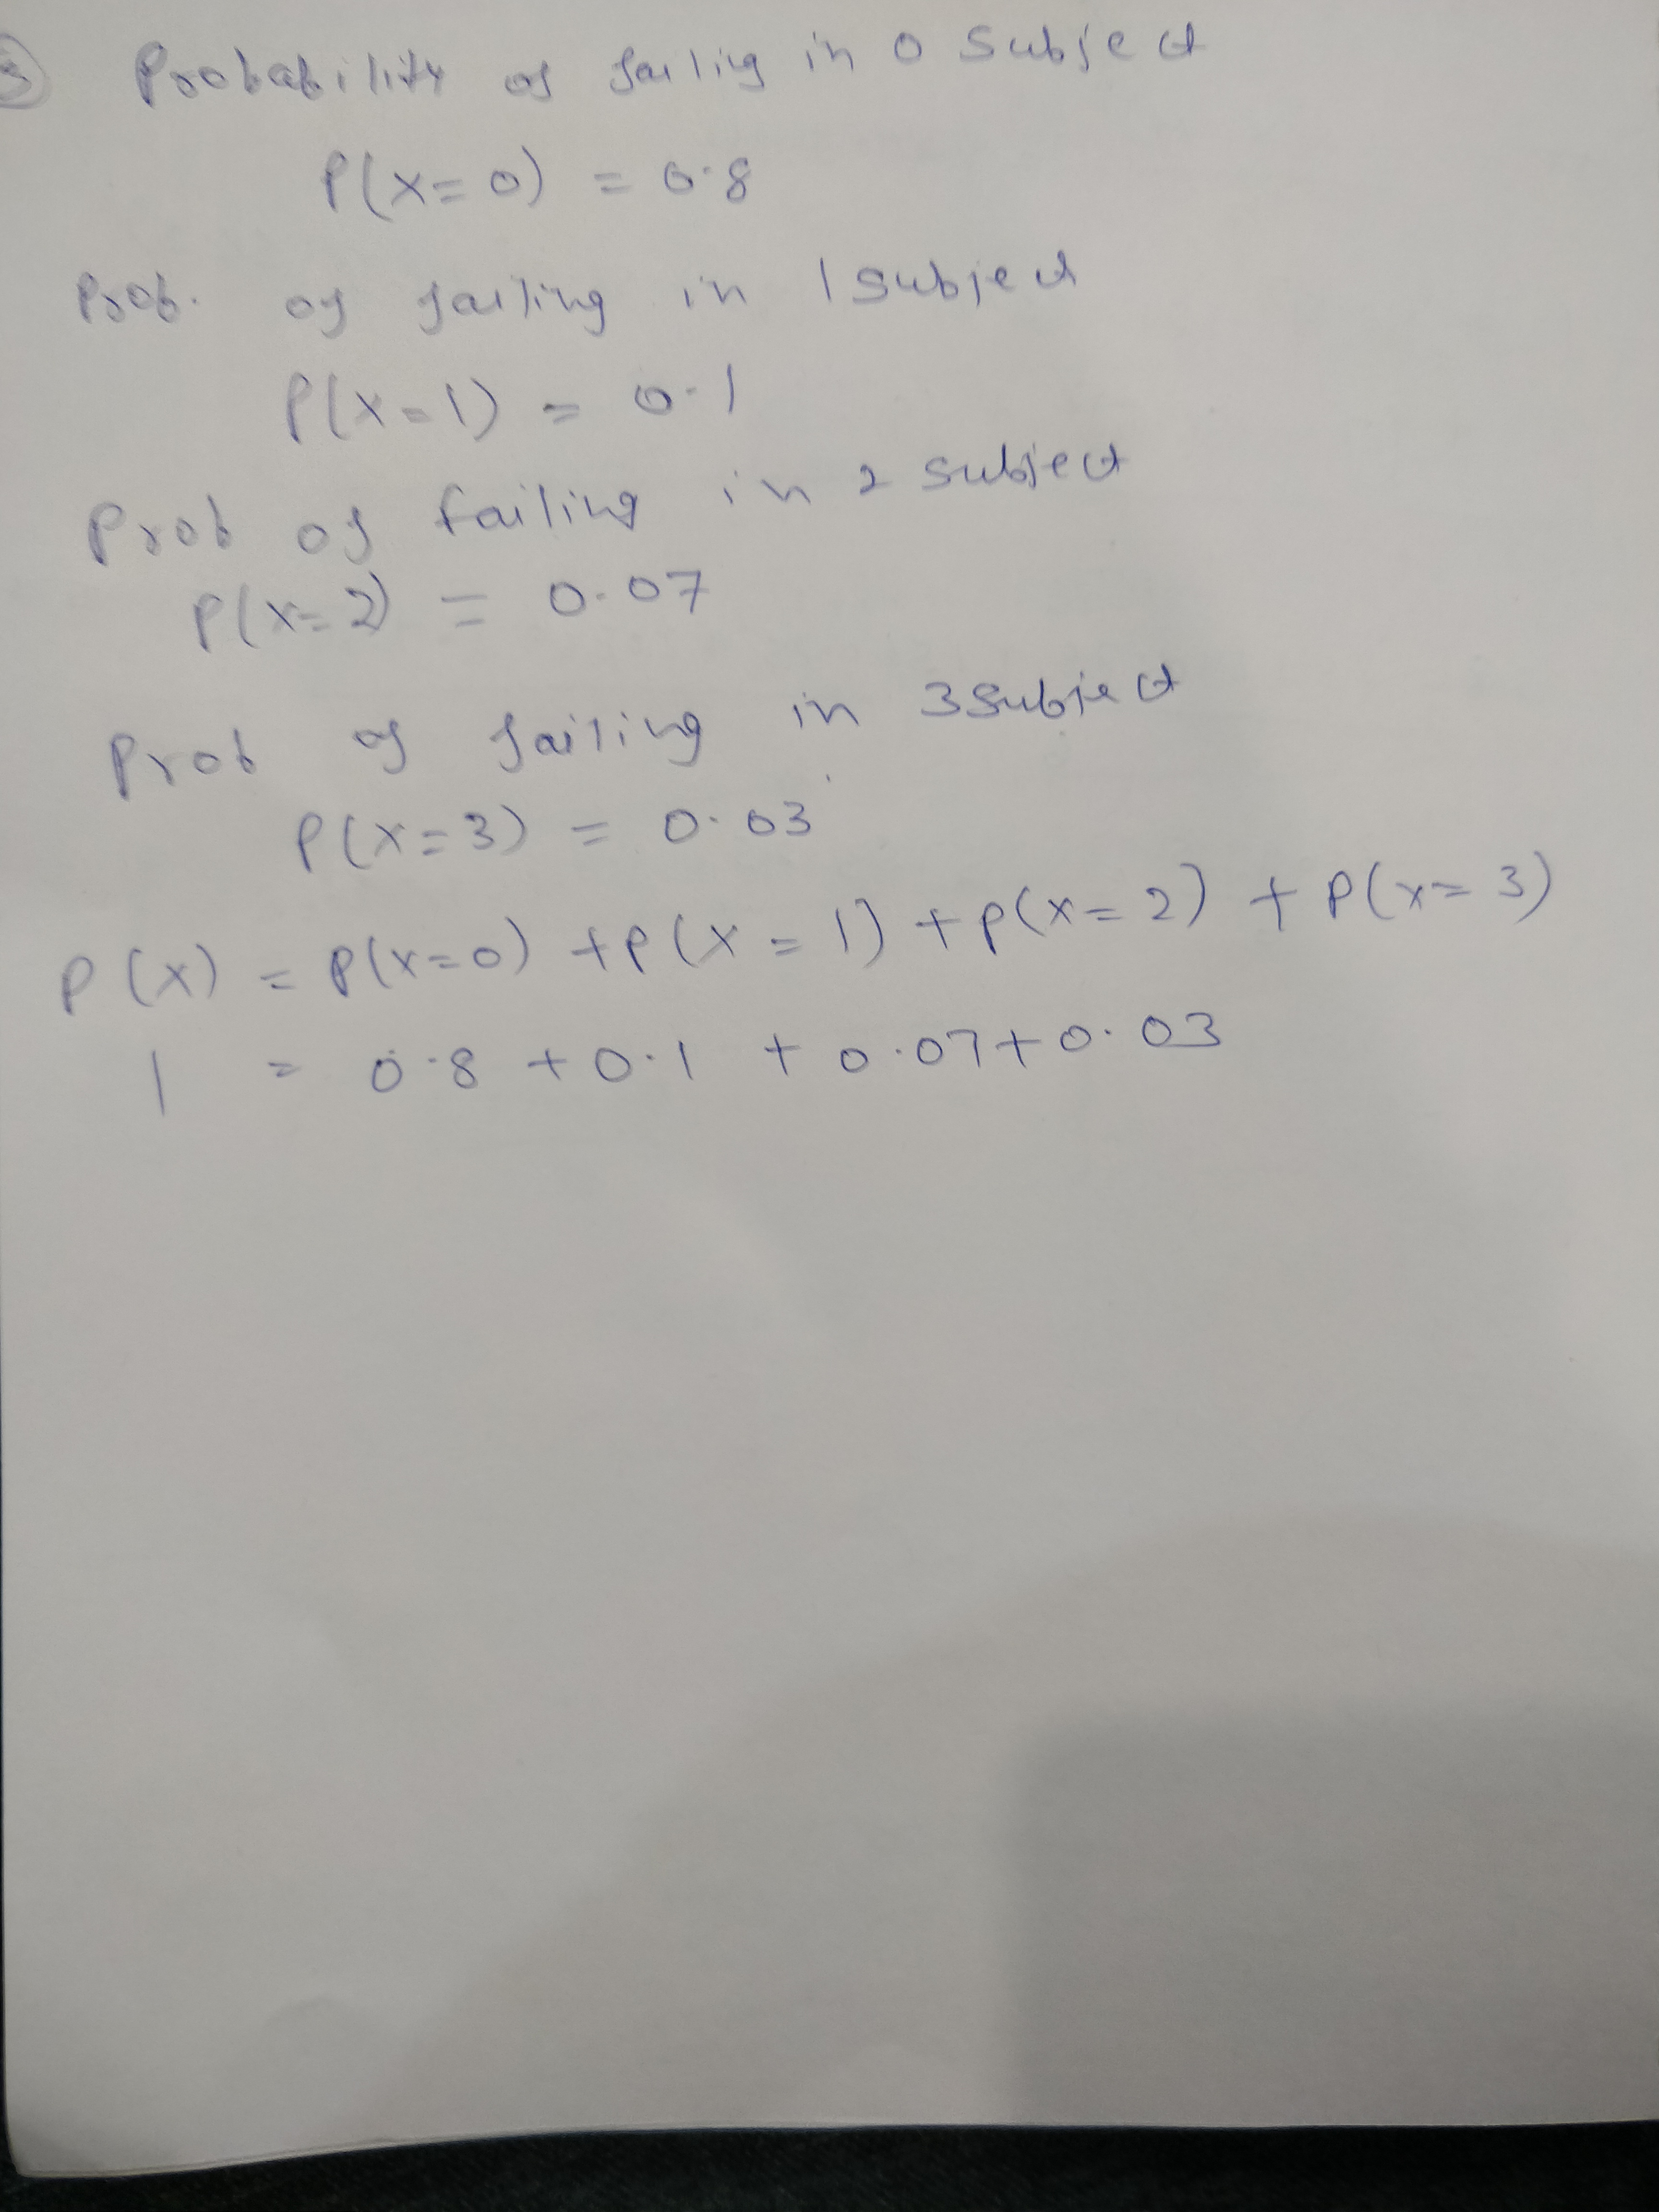 3 Probability of failig in 0 subject
P(x=0) = 0.8
Prob. of failing in 1 subject
P(x=1) = 0.1
Prob of failing in 2 subject
P(x=2) = 0.07
Prob of failing in 3 subject
P(x=3) = 0.03
P(x) = P(x=0) + P(x=1) + P(x=2) + P(x=3)
1 = 0.8 + 0.1 + 0.07 + 0.03